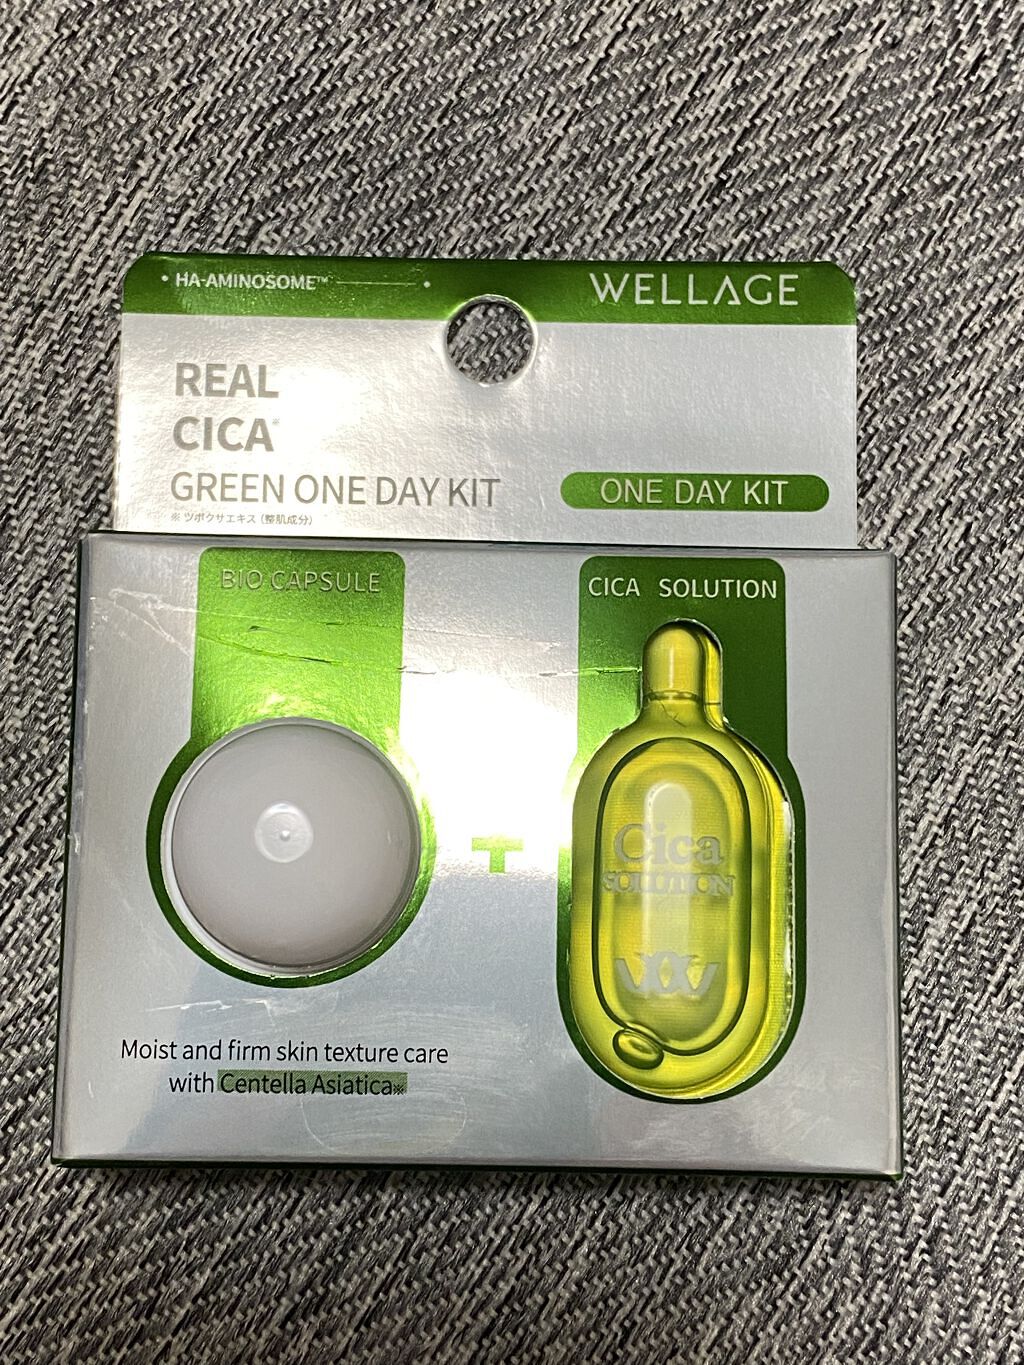 • HA-AMINOSOME™
WELLAGE
REAL
CICA※
GREEN ONE DAY KIT
※ ツボクサエキス (整肌成分)
ONE DAY KIT
BIO CAPSULE
CICA SOLUTION
+
Cica
SOLUTION
Moist and firm skin texture care
with Centella Asiatica※